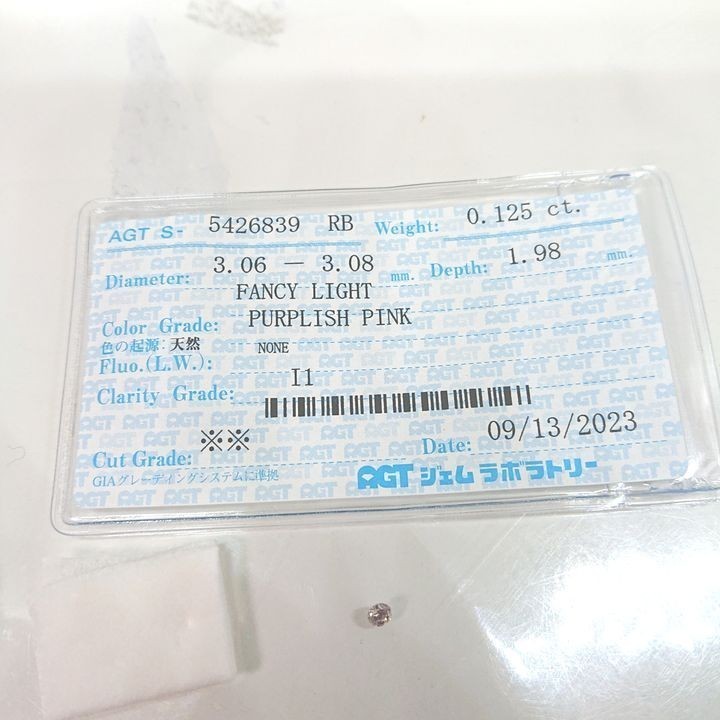 AGT S- 5426839 RB Weight: 0.125 ct.
Diameter: 3.06 — 3.08 mm. Depth: 1.98 mm.
FANCY LIGHT
Color Grade: PURPLISH PINK
色の起源: 天然
Fluo.(L.W.): NONE
Clarity Grade: I1
Cut Grade: ※※
Date: 09/13/2023
GIAグレーディングシステムに準拠
AGT ジェムラボラトリー